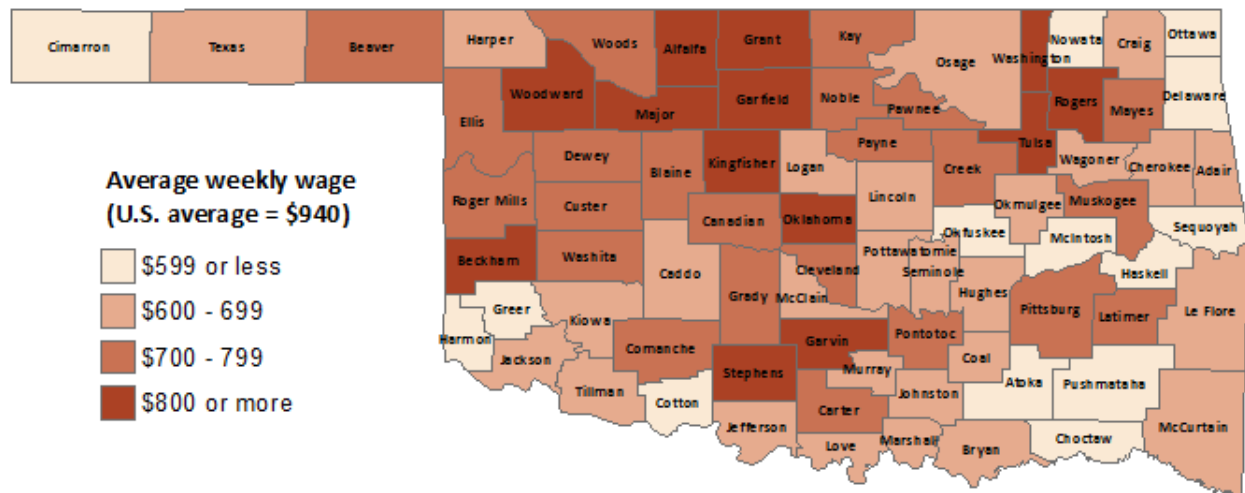 Cimarron
Texas
Beaver
Harper
Woods
Alfalfa
Grant
Kay
Osage
Washington
Nowata
Craig
Ottawa
Woodward
Major
Garfield
Noble
Pawnee
Rogers
Mayes
Delaware
Ellis
Dewey
Blaine
Kingfisher
Logan
Payne
Creek
Tulsa
Wagoner
Cherokee
Adair
Average weekly wage
(U.S. average = $940)
Roger Mills
Custer
Canadian
Oklahoma
Lincoln
Okmulgee
Muskogee
Okfuskee
McIntosh
Sequoyah
$599 or less
Beckham
Washita
Caddo
Cleveland
Pottawatomie
Seminole
Haskell
$600 - 699
Greer
Kiowa
Grady
McClain
Hughes
Pittsburg
Latimer
Le Flore
$700 - 799
Harmon
Jackson
Comanche
Garvin
Pontotoc
Coal
$800 or more
Tillman
Stephens
Murray
Johnston
Atoka
Pushmataha
Cotton
Jefferson
Carter
Love
Marshall
Bryan
Choctaw
McCurtain